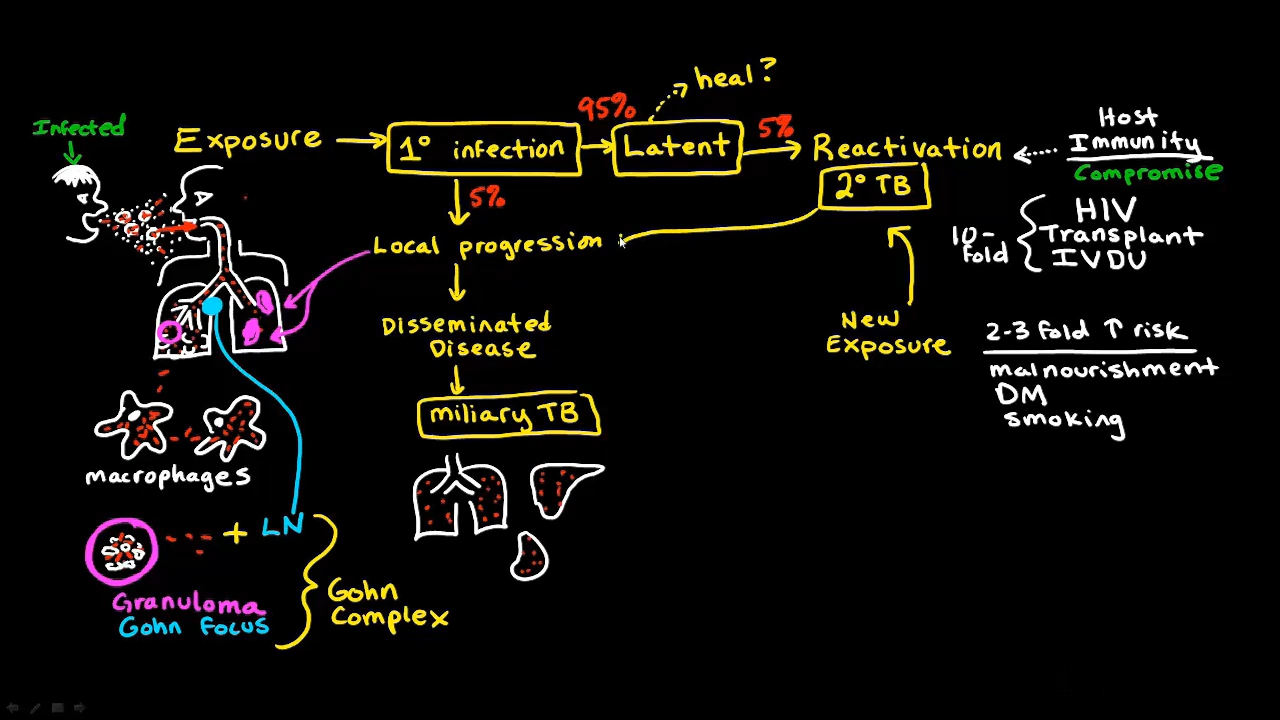 Infected
Exposure
1° infection
95%
Latent
heal?
5%
Reactivation
2° TB
Host
Immunity
Compromise
HIV
Transplant
IVDU
10-
Fold
5%
Local progression
Disseminated
Disease
miliary TB
New
Exposure
2-3 fold ↑ risk
malnourishment
DM
smoking
macrophages
+ LN
Granuloma
Gohn Focus
Gohn
Complex